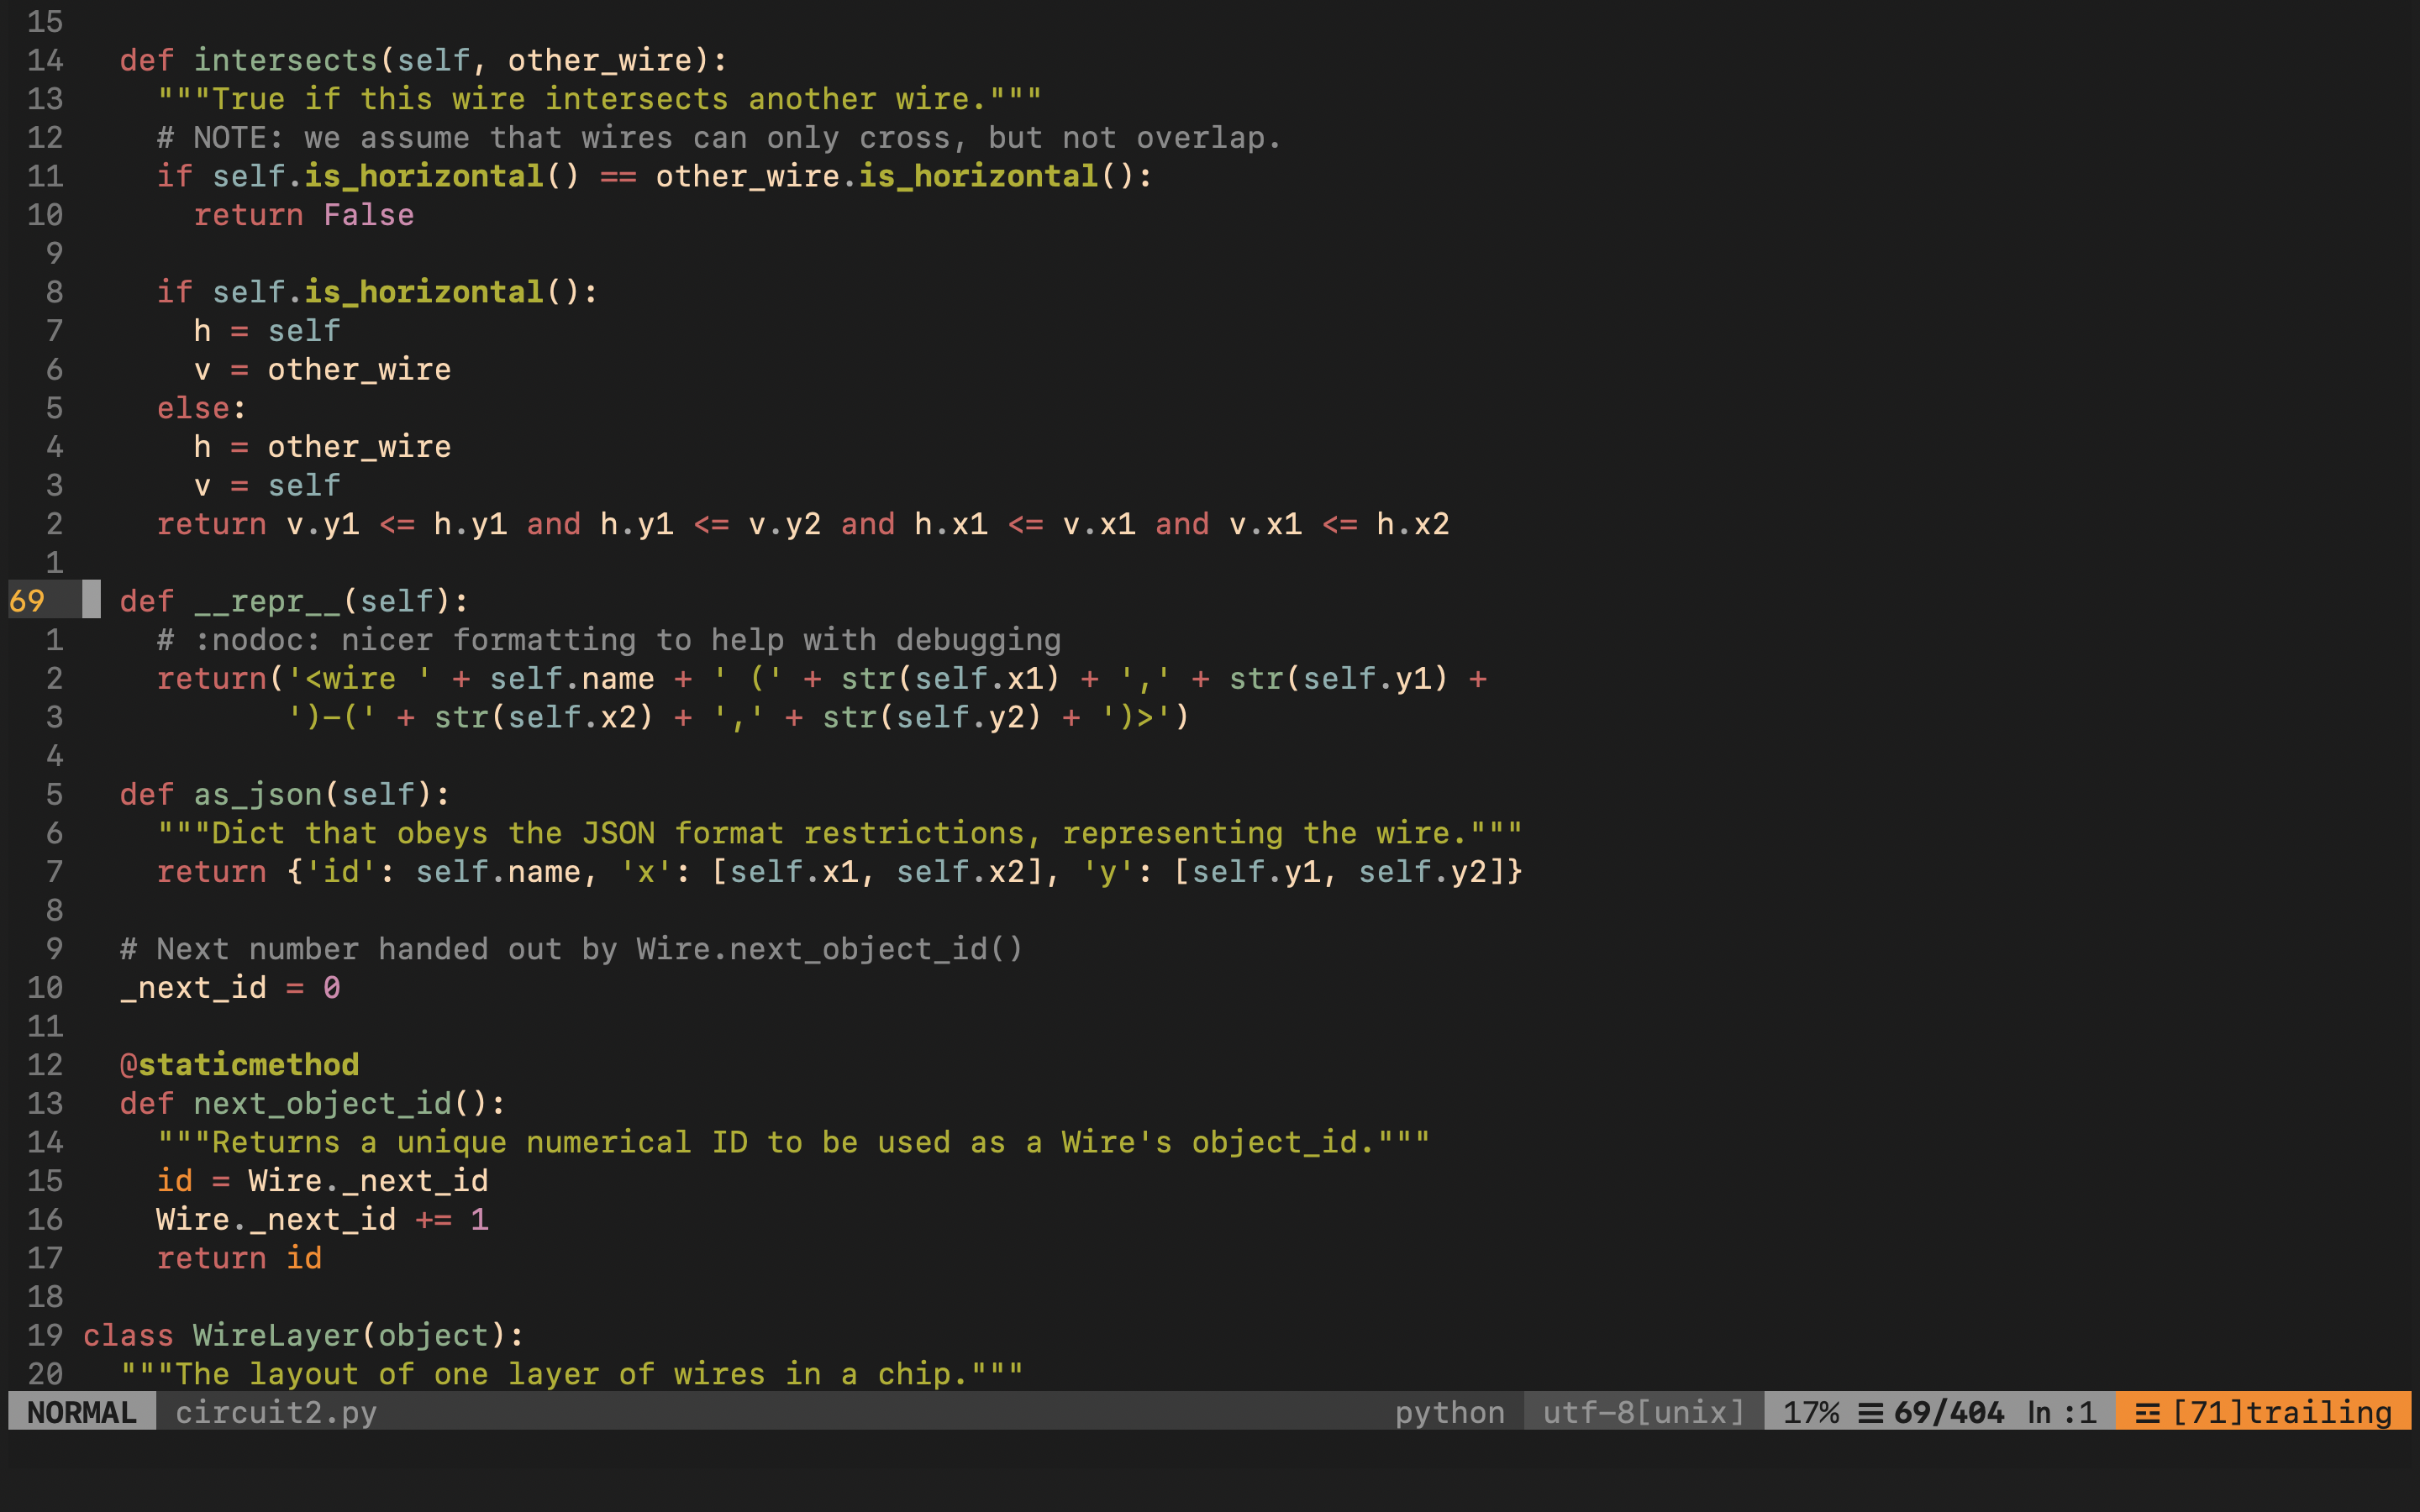 15
14   def intersects(self, other_wire):
13     """True if this wire intersects another wire."""
12     # NOTE: we assume that wires can only cross, but not overlap.
11     if self.is_horizontal() == other_wire.is_horizontal():
10       return False
9
8     if self.is_horizontal():
7       h = self
6       v = other_wire
5     else:
4       h = other_wire
3       v = self
2     return v.y1 <= h.y1 and h.y1 <= v.y2 and h.x1 <= v.x1 and v.x1 <= h.x2
1
69   def __repr__(self):
1     # :nodoc: nicer formatting to help with debugging
2     return('<wire ' + self.name + ' (' + str(self.x1) + ',' + str(self.y1) +
3            ')-(' + str(self.x2) + ',' + str(self.y2) + ')>')
4
5   def as_json(self):
6     """Dict that obeys the JSON format restrictions, representing the wire."""
7     return {'id': self.name, 'x': [self.x1, self.x2], 'y': [self.y1, self.y2]}
8
9   # Next number handed out by Wire.next_object_id()
10   _next_id = 0
11
12   @staticmethod
13   def next_object_id():
14     """Returns a unique numerical ID to be used as a Wire's object_id."""
15     id = Wire._next_id
16     Wire._next_id += 1
17     return id
18
19 class WireLayer(object):
20   """The layout of one layer of wires in a chip."""
NORMAL circuit2.py python utf-8[unix] 17% ☰ 69/404 ln :1 ☲ [71]trailing